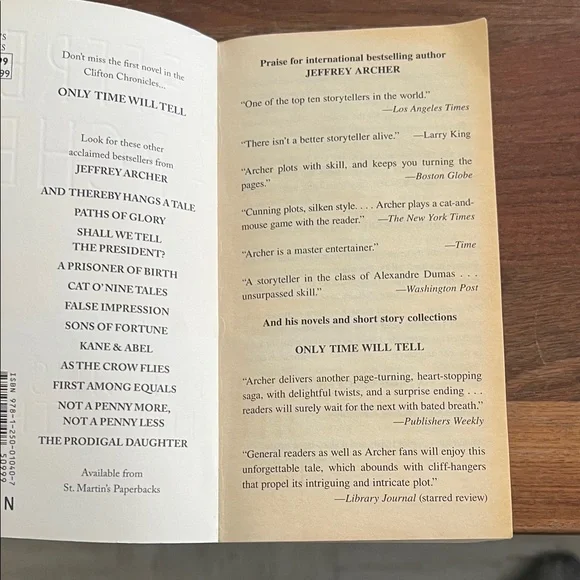 Don't miss the first novel in the
Clifton Chronicles...
ONLY TIME WILL TELL
Look for these other
acclaimed bestsellers from
JEFFREY ARCHER
AND THEREBY HANGS A TALE
PATHS OF GLORY
SHALL WE TELL
THE PRESIDENT?
A PRISONER OF BIRTH
CAT O' NINE TALES
FALSE IMPRESSION
SONS OF FORTUNE
KANE & ABEL
AS THE CROW FLIES
FIRST AMONG EQUALS
NOT A PENNY MORE,
NOT A PENNY LESS
THE PRODIGAL DAUGHTER
Available from
St. Martin's Paperbacks
ISBN 978-1-250-01040-7
50999
N
Praise for international bestselling author
JEFFREY ARCHER
“One of the top ten storytellers in the world.”
—Los Angeles Times
“There isn't a better storyteller alive.” —Larry King
“Archer plots with skill, and keeps you turning the
pages.” —Boston Globe
“Cunning plots, silken style. . . . Archer plays a cat-and-
mouse game with the reader.” —The New York Times
“Archer is a master entertainer.” —Time
“A storyteller in the class of Alexandre Dumas . . .
unsurpassed skill.” —Washington Post
And his novels and short story collections
ONLY TIME WILL TELL
“Archer delivers another page-turning, heart-stopping
saga, with delightful twists, and a surprise ending . . .
readers will surely wait for the next with bated breath.”
—Publishers Weekly
“General readers as well as Archer fans will enjoy this
unforgettable tale, which abounds with cliff-hangers
that propel its intriguing and intricate plot.”
—Library Journal (starred review)